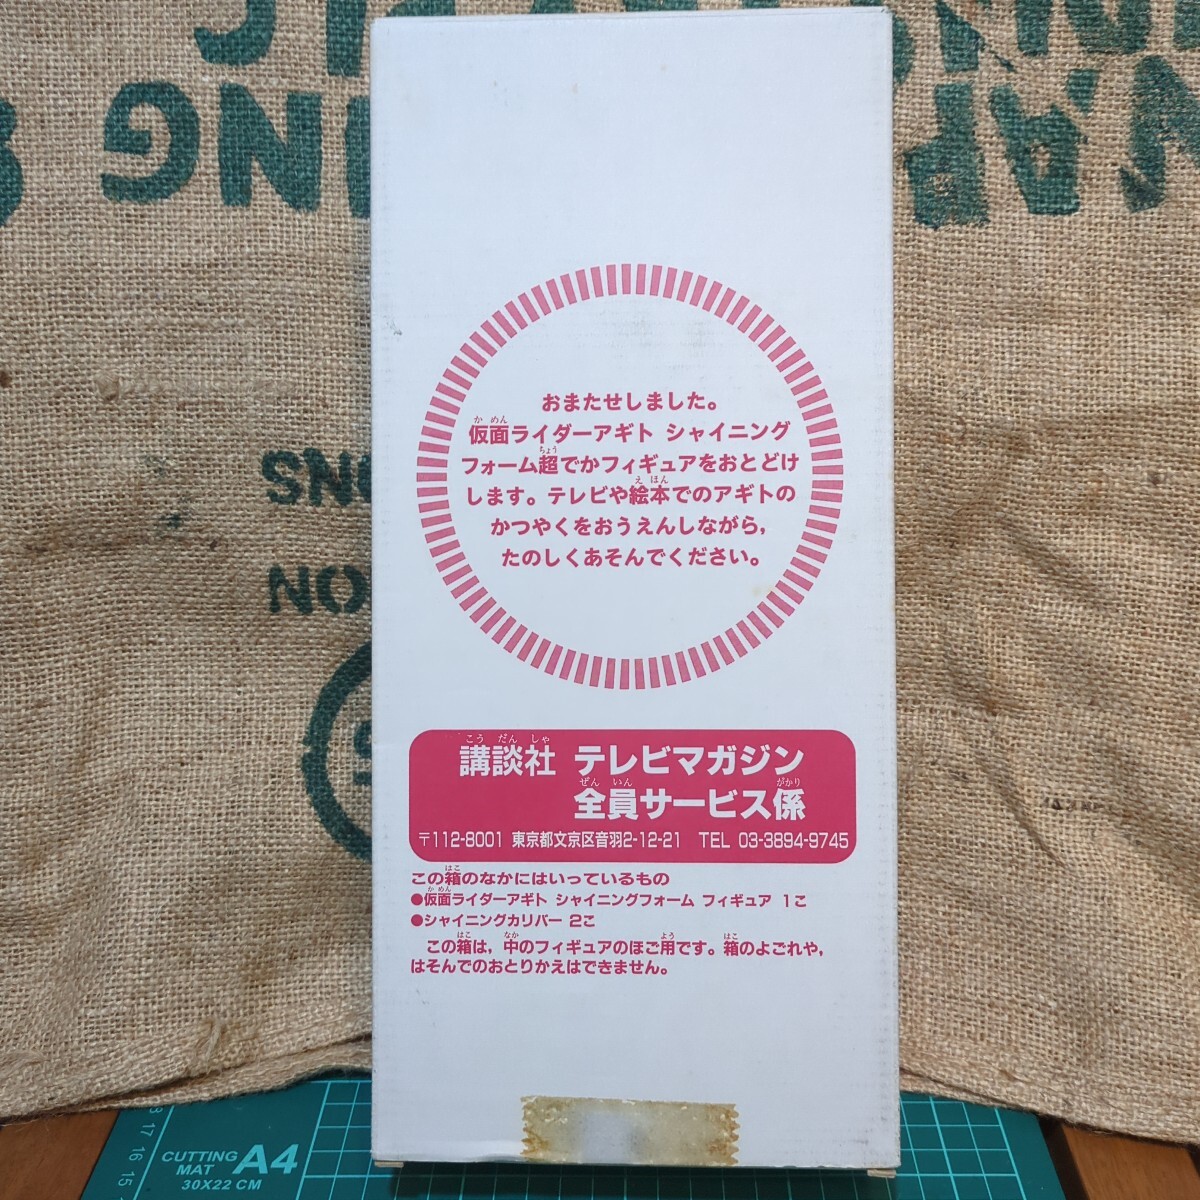 おまたせしました。
仮面ライダーアギト シャイニング
フォーム超でかフィギュアをおとどけ
します。テレビや絵本でのアギトの
かつやくをおうえんしながら,
たのしくあそんでください。
講談社 テレビマガジン
全員サービス係
〒112-8001 東京都文京区音羽2-12-21 TEL 03-3894-9745
この箱のなかにはいっているもの
●仮面ライダーアギト シャイニングフォーム フィギュア 1こ
●シャイニングカリバー 2こ
この箱は, 中のフィギュアのほご用です。箱のよごれや,
はそんでのおとりかえはできません。
CUTTING
MAT
A4
30X22 CM